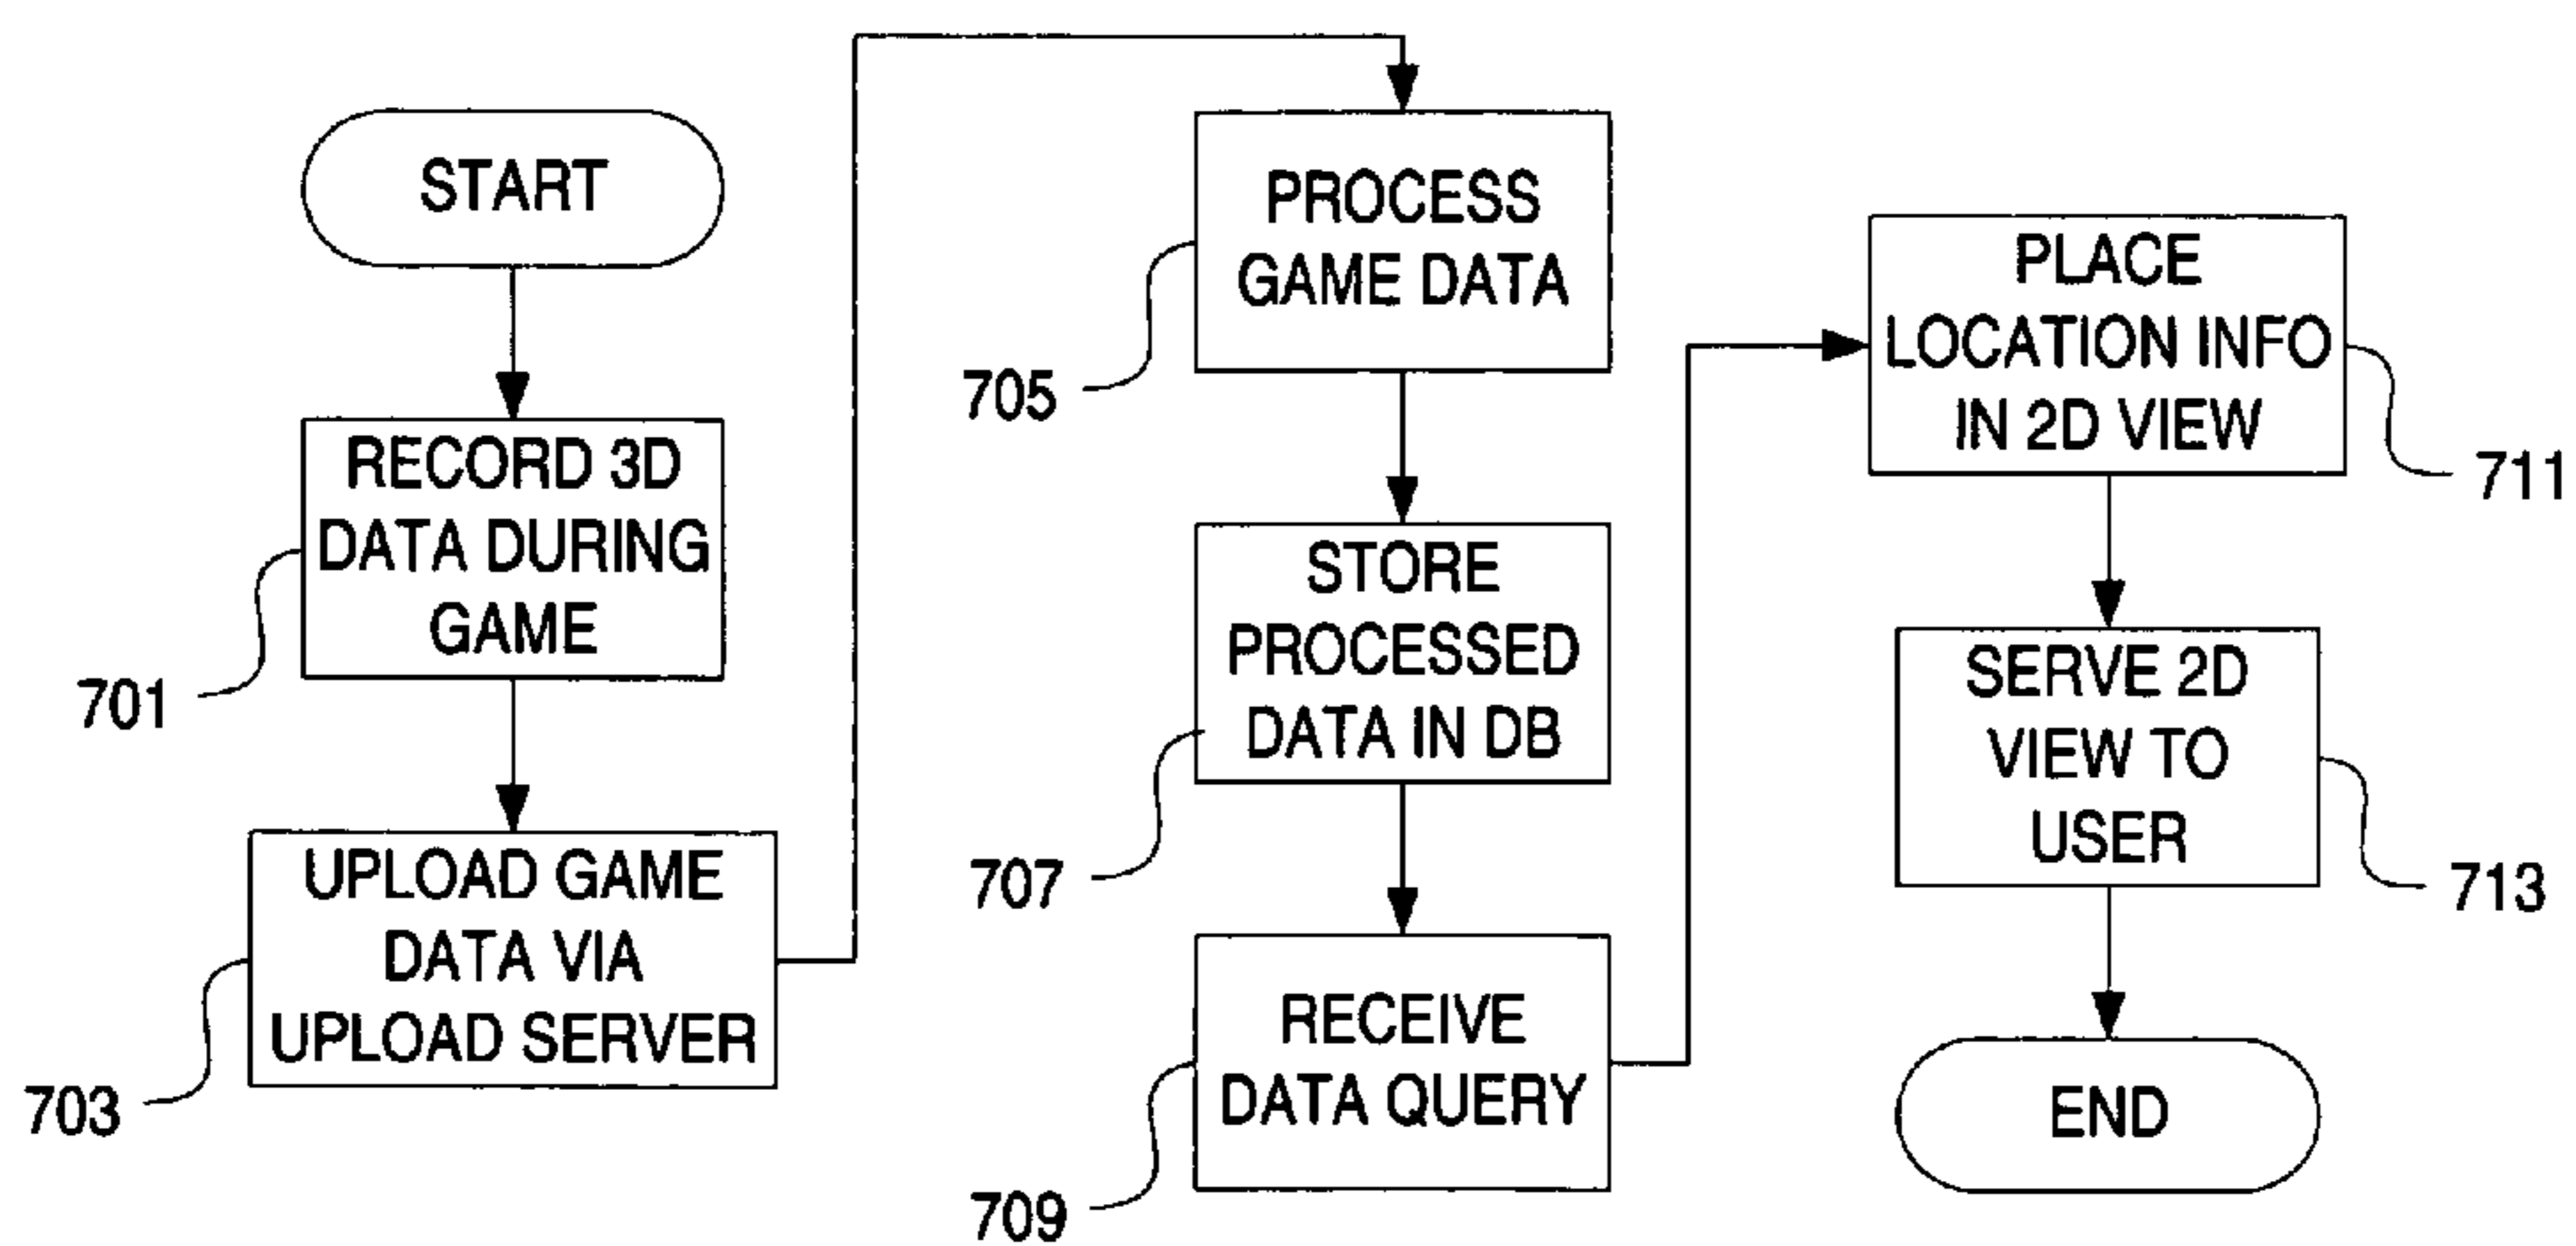 START
RECORD 3D
DATA DURING
GAME
701
UPLOAD GAME
DATA VIA
UPLOAD SERVER
703
PROCESS
GAME DATA
705
STORE
PROCESSED
DATA IN DB
707
RECEIVE
DATA QUERY
709
PLACE
LOCATION INFO
IN 2D VIEW
711
SERVE 2D
VIEW TO
USER
713
END